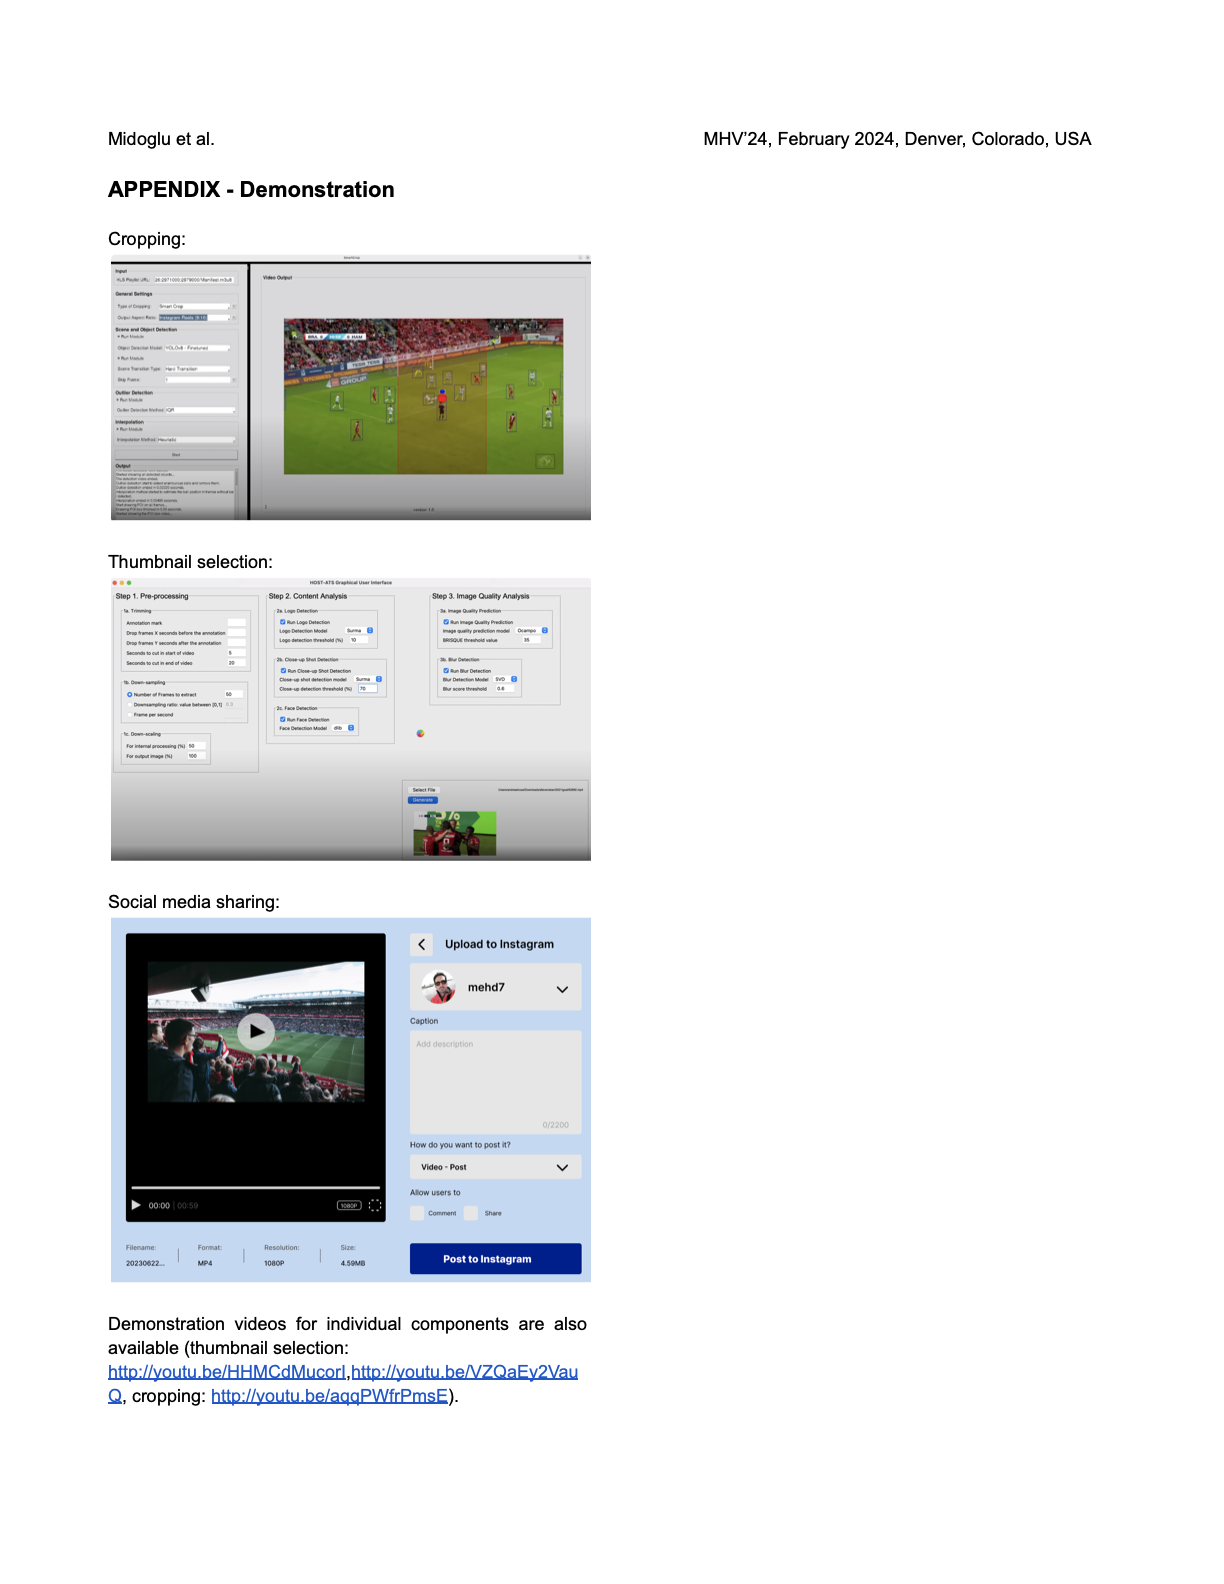 Midoglu et al.
MHV’24, February 2024, Denver, Colorado, USA
APPENDIX - Demonstration
Cropping:
Input
HLS Playlist URL:
General Settings
Type of Cropping: Smart Crop
Output Aspect Ratio: Instagram Reels (9:16)
Scene and Object Detection
Run Module
Object Detection Model: YOLOv8 - Finetuned
Run Module
Scene Transition Type: Hard Transition
Skip Frame:
Outlier Detection
Run Module
Outlier Detection Method: IQR
Interpolation
Run Module
Interpolation Method: Heuristic
Start
Output
Video Output
version: 1.0
Thumbnail selection:
HOST-ATS Graphical User Interface
Step 1. Pre-processing
1a. Trimming
Annotation mark
Drop frames X seconds before the annotation
Drop frames Y seconds after the annotation
Seconds to cut in start of video 5
Seconds to cut in end of video 20
1b. Down-sampling
Number of Frames to extract 50
Downsampling ratio: value between [0,1]
Frame per second
1c. Down-scaling
For internal processing (%) 50
For output image (%) 100
Step 2. Content Analysis
2a. Logo Detection
Run Logo Detection
Logo Detection Model Surma
Logo detection threshold (%) 10
2b. Close-up Shot Detection
Run Close-up Shot Detection
Close-up shot detection model Surma
Close-up detection threshold (%) 70
2c. Face Detection
Run Face Detection
Face Detection Model dlib
Step 3. Image Quality Analysis
3a. Image Quality Prediction
Run Image Quality Prediction
Image quality prediction model Ocampo
BRISQUE threshold value 35
3b. Blur Detection
Run Blur Detection
Blur Detection Model SVD
Blur score threshold 0.6
Select File
Generate
Social media sharing:
Upload to Instagram
mehd7
Caption
Add description
0/2200
How do you want to post it?
Video - Post
Allow users to
Comment Share
Post to Instagram
00:00 | 00:59 1080P
Filename: Format: Resolution: Size:
20230622... MP4 1080P 4.59MB
Demonstration videos for individual components are also
available (thumbnail selection:
http://youtu.be/HHMCdMucorI,http://youtu.be/VZQaEy2Vau
Q, cropping: http://youtu.be/aqqPWfrPmsE).